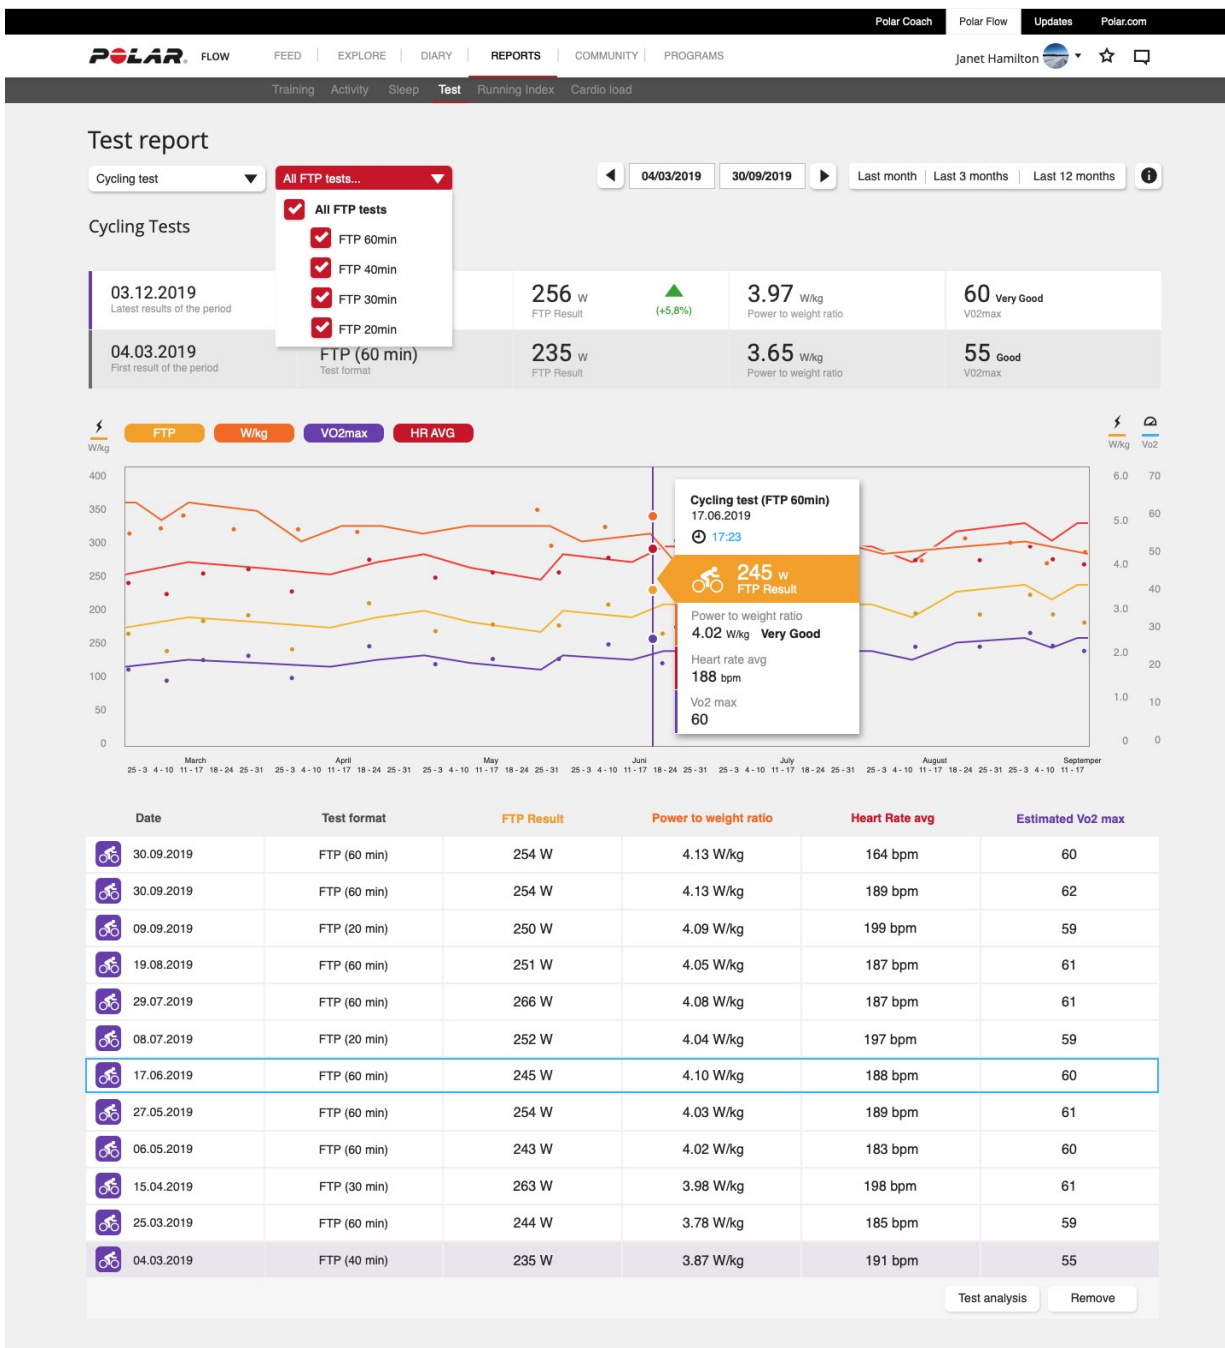 Polar Coach Polar Flow Updates Polar.com
POLAR. FLOW FEED EXPLORE DIARY REPORTS COMMUNITY PROGRAMS Janet Hamilton
Training Activity Sleep Test Running Index Cardio load
Test report
Cycling test All FTP tests... 04/03/2019 30/09/2019 Last month Last 3 months Last 12 months
All FTP tests
Cycling Tests
FTP 60min
FTP 40min
FTP 30min
FTP 20min
03.12.2019 256 W 3.97 W/kg 60 Very Good
Latest results of the period FTP Result (+5,8%) Power to weight ratio V02max
04.03.2019 FTP (60 min) 235 W 3.65 W/kg 55 Good
First result of the period Test format FTP Result Power to weight ratio V02max
FTP W/kg VO2max HR AVG
W/kg W/kg Vo2
400 6.0 70
350 5.0 60
300 50
250 4.0 40
200 3.0 30
250 2.0
100 20
50 1.0 10
0 0 0
Cycling test (FTP 60min)
17.06.2019
17:23
245 W
FTP Result
Power to weight ratio
4.02 W/kg Very Good
Heart rate avg
188 bpm
Vo2 max
60
March April May Juni July August Septemper
25 - 3 4 - 10 11 - 17 18 - 24 25 - 31 25 - 3 4 - 10 11 - 17 18 - 24 25 - 31 25 - 3 4 - 10 11 - 17 18 - 24 25 - 31 25 - 3 4 - 10 11 - 17 18 - 24 25 - 31 25 - 3 4 - 10 11 - 17 18 - 24 25 - 31 25 - 3 4 - 10 11 - 17 18 - 24 25 - 31 25 - 3 4 - 10 11 - 17
Date Test format FTP Result Power to weight ratio Heart Rate avg Estimated Vo2 max
30.09.2019 FTP (60 min) 254 W 4.13 W/kg 164 bpm 60
30.09.2019 FTP (60 min) 254 W 4.13 W/kg 189 bpm 62
09.09.2019 FTP (20 min) 250 W 4.09 W/kg 199 bpm 59
19.08.2019 FTP (60 min) 251 W 4.05 W/kg 187 bpm 61
29.07.2019 FTP (60 min) 266 W 4.08 W/kg 187 bpm 61
08.07.2019 FTP (20 min) 252 W 4.04 W/kg 197 bpm 59
17.06.2019 FTP (60 min) 245 W 4.10 W/kg 188 bpm 60
27.05.2019 FTP (60 min) 254 W 4.03 W/kg 189 bpm 61
06.05.2019 FTP (60 min) 243 W 4.02 W/kg 183 bpm 60
15.04.2019 FTP (30 min) 263 W 3.98 W/kg 198 bpm 61
25.03.2019 FTP (60 min) 244 W 3.78 W/kg 185 bpm 59
04.03.2019 FTP (40 min) 235 W 3.87 W/kg 191 bpm 55
Test analysis Remove